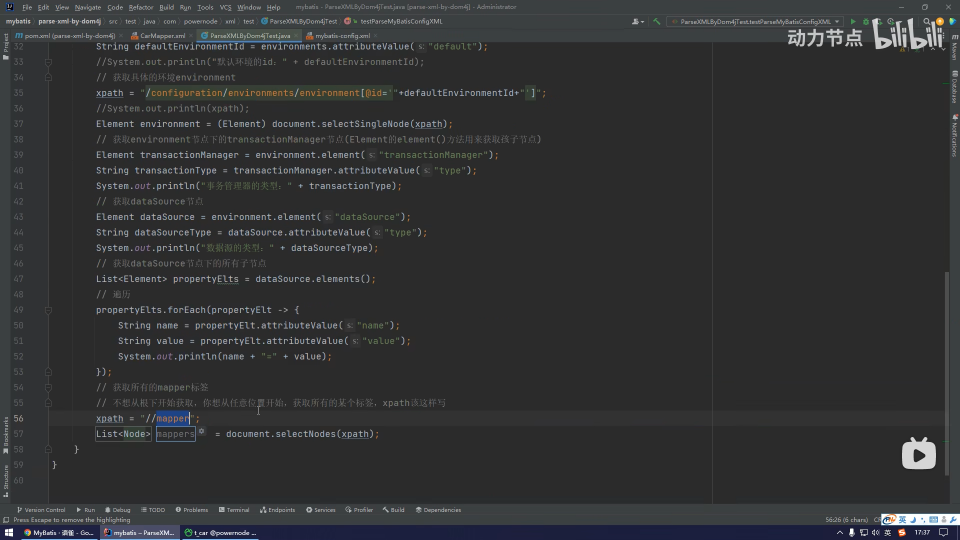 File Edit View Navigate Code Refactor Build Run Tools VCS Window Help parse-xml-by-dom4j - ParseXMLByDom4jTest.java - Administrator
parse-xml-by-dom4j src test java com powernode xml test ParseXMLByDom4jTest testParseMyBatisConfigXML ParseXMLByDom4jTest.testParseMyBatisConfigXML
pom.xml (parse-xml-by-dom4j) CarMapper.xml ParseXMLByDom4jTest.java mybatis-config.xml
动力节点 bilibili
32 String defaultEnvironmentId = environments.attributeValue( s: "default");
33 //System.out.println("默认环境的id：" + defaultEnvironmentId);
34 // 获取具体的环境environment
35 xpath = "/configuration/environments/environment[@id='"+defaultEnvironmentId+"']";
36 //System.out.println(xpath);
37 Element environment = (Element) document.selectSingleNode(xpath);
38 // 获取environment节点下的transactionManager节点(Element的element()方法用来获取孩子节点)
39 Element transactionManager = environment.element( s: "transactionManager");
40 String transactionType = transactionManager.attributeValue( s: "type");
41 System.out.println("事务管理器的类型：" + transactionType);
42 // 获取dataSource节点
43 Element dataSource = environment.element( s: "dataSource");
44 String dataSourceType = dataSource.attributeValue( s: "type");
45 System.out.println("数据源的类型：" + dataSourceType);
46 // 获取dataSource节点下的所有子节点
47 List<Element> propertyElts = dataSource.elements();
48 // 遍历
49 propertyElts.forEach(propertyElt -> {
50 String name = propertyElt.attributeValue( s: "name");
51 String value = propertyElt.attributeValue( s: "value");
52 System.out.println(name + "=" + value);
53 });
54 // 获取所有的mapper标签
55 // 不想从根下开始获取，你想从任意位置开始，获取所有的某个标签，xpath该这样写
56 xpath = "//mapper";
57 List<Node> mappers = document.selectNodes(xpath);
58 }
59 }
60
Project
Bookmarks
Structure
Database
Maven
Notifications
Version Control Run Debug TODO Problems Terminal Endpoints Services Profiler Build Dependencies
Press Escape to remove the highlighting 56:26 (6 chars)
MyBatis · 语雀 - Go... mybatis – ParseXM... t_car @powernode ... 英 英 17:37